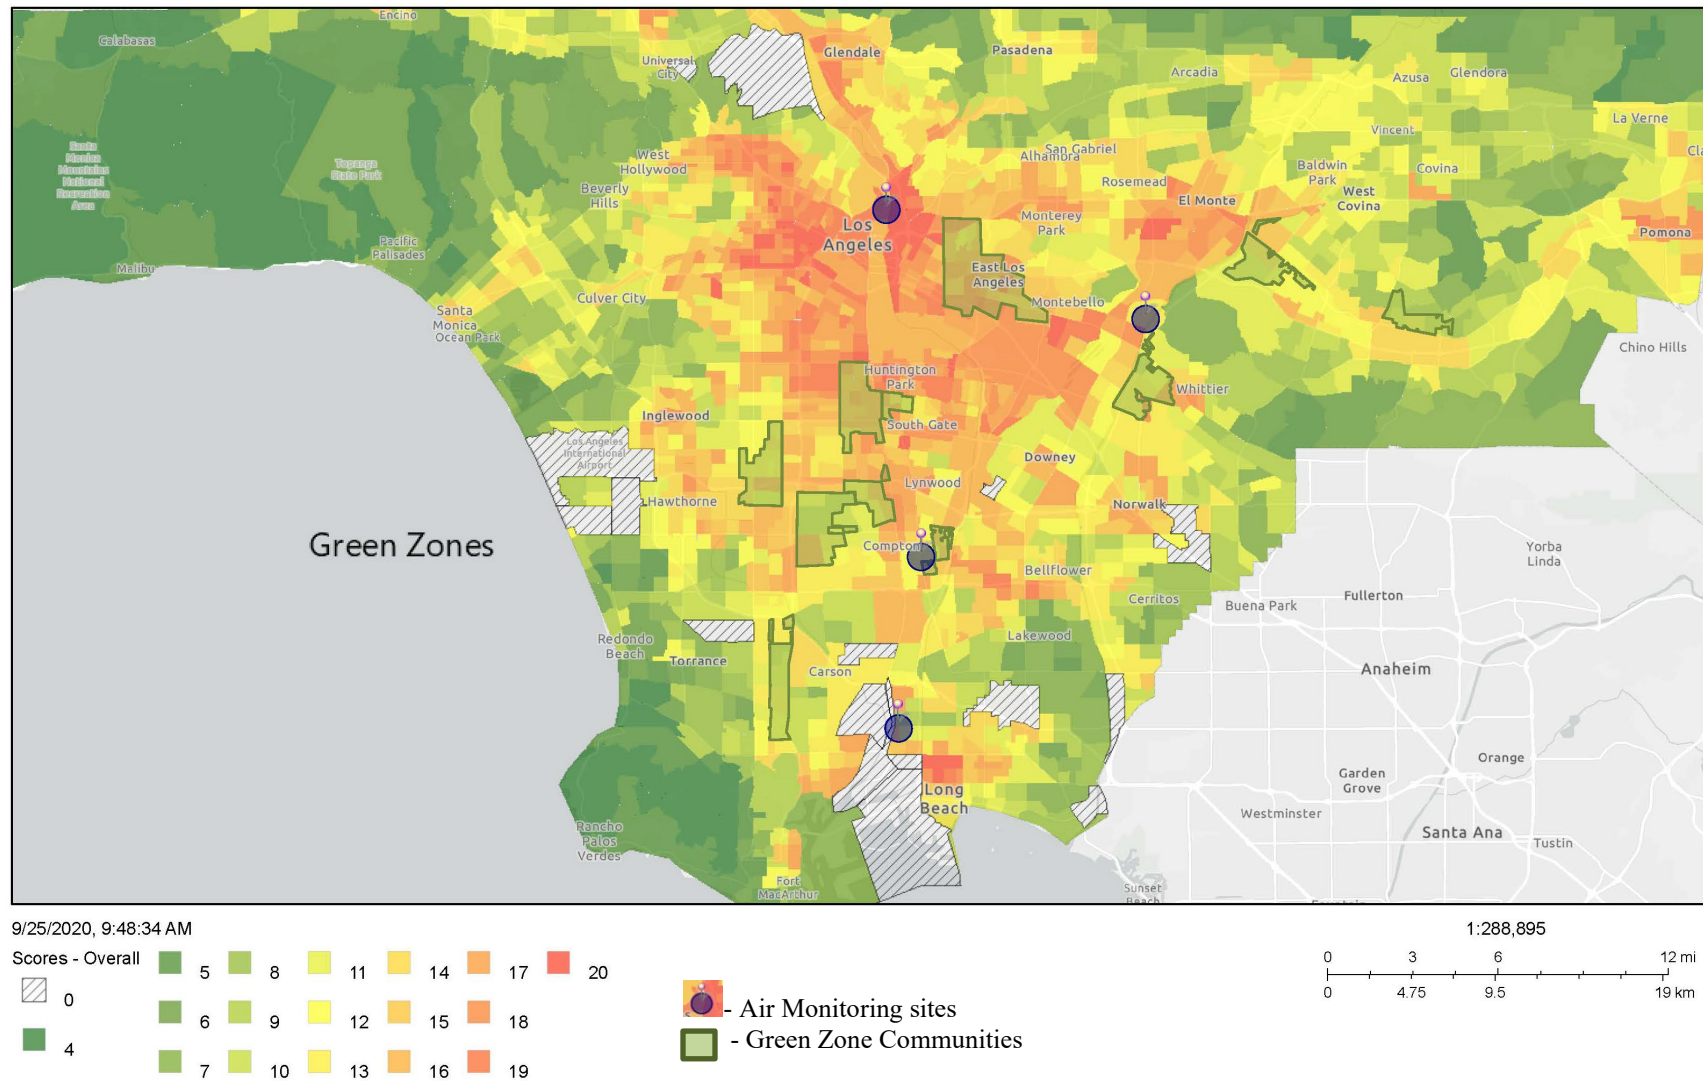 Encino
Calabasas
Glendale
Pasadena
Universal
City
Arcadia
Azusa
Glendora
La Verne
Vincent
Santa
Monica
Mountains
National
Recreation
Area
Topanga
State Park
West
Hollywood
Beverly
Hills
San Gabriel
Alhambra
Rosemead
El Monte
Baldwin
Park
West
Covina
Covina
Cla
Los
Angeles
Monterey
Park
Pomona
Pacific
Palisades
Malibu
East Los
Angeles
Culver City
Montebello
Santa
Monica
Ocean Park
Chino Hills
Huntington
Park
Whittier
Inglewood
South Gate
Los Angeles
International
Airport
Downey
Hawthorne
Lynwood
Norwalk
Green Zones
Compton
Bellflower
Yorba
Linda
Cerritos
Buena Park
Fullerton
Redondo
Beach
Lakewood
Torrance
Carson
Anaheim
Orange
Garden
Grove
Long
Beach
Westminster
Santa Ana
Tustin
Rancho
Palos
Verdes
Fort
MacArthur
Sunset
Beach
9/25/2020, 9:48:34 AM
1:288,895
Scores - Overall
0
4
5
6
7
8
9
10
11
12
13
14
15
16
17
18
19
20
- Air Monitoring sites
- Green Zone Communities
0 3 6 12 mi
0 4.75 9.5 19 km